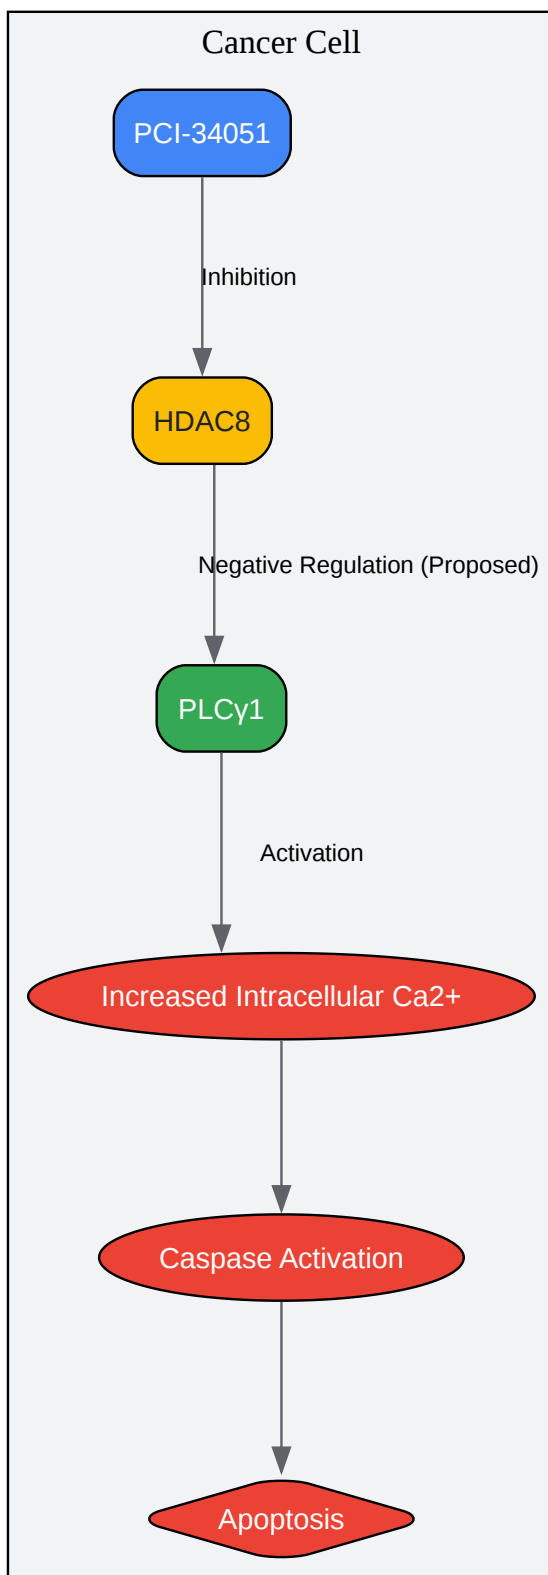 Cancer Cell
PCI-34051
Inhibition
HDAC8
Negative Regulation (Proposed)
PLCγ1
Activation
Increased Intracellular Ca2+
Caspase Activation
Apoptosis